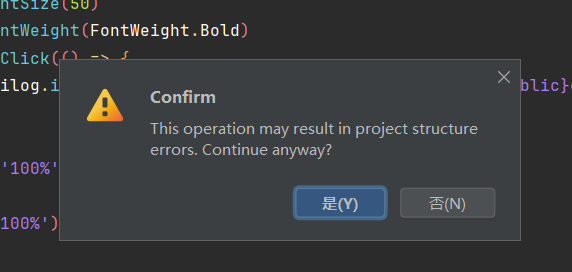 ntSize(50)
ntWeight(FontWeight.Bold)
Click(() => {
ilog.i
blic}
Confirm
This operation may result in project structure
errors. Continue anyway?
'100%'
是(Y)
否(N)
100%')